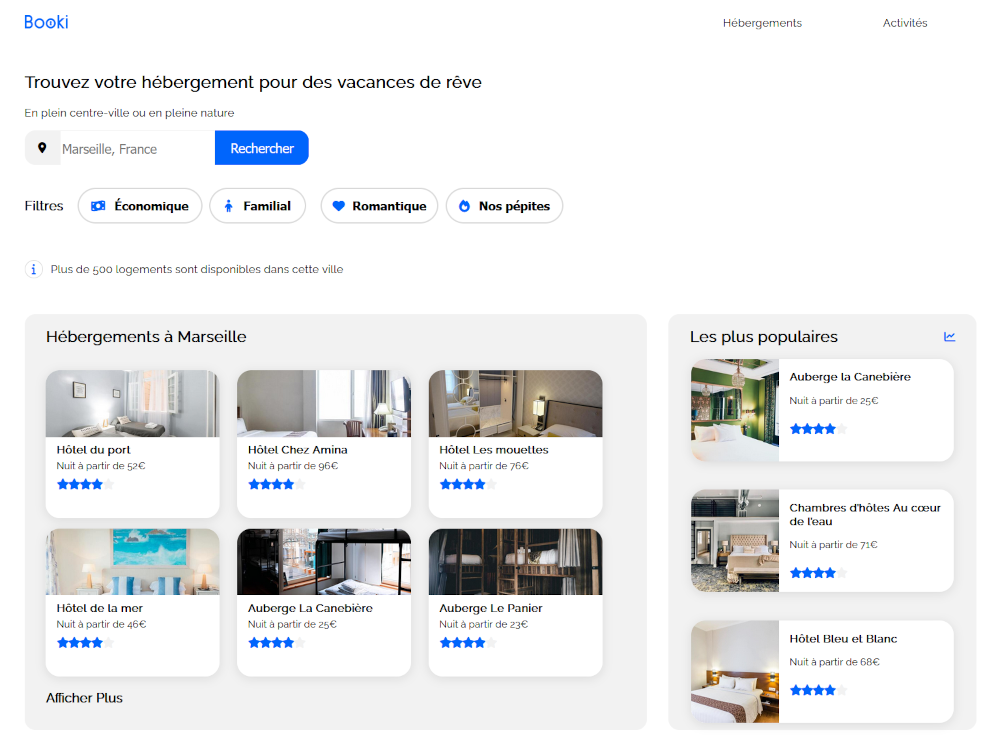 Booki
Hébergements
Activités
Trouvez votre hébergement pour des vacances de rêve
En plein centre-ville ou en pleine nature
Marseille, France
Rechercher
Filtres
Économique
Familial
Romantique
Nos pépites
Plus de 500 logements sont disponibles dans cette ville
Hébergements à Marseille
Hôtel du port
Nuit à partir de 52€
Hôtel Chez Amina
Nuit à partir de 96€
Hôtel Les mouettes
Nuit à partir de 76€
Hôtel de la mer
Nuit à partir de 46€
Auberge La Canebière
Nuit à partir de 25€
Auberge Le Panier
Nuit à partir de 23€
Afficher Plus
Les plus populaires
Auberge la Canebière
Nuit à partir de 25€
Chambres d'hôtes Au cœur
de l'eau
Nuit à partir de 71€
Hôtel Bleu et Blanc
Nuit à partir de 68€